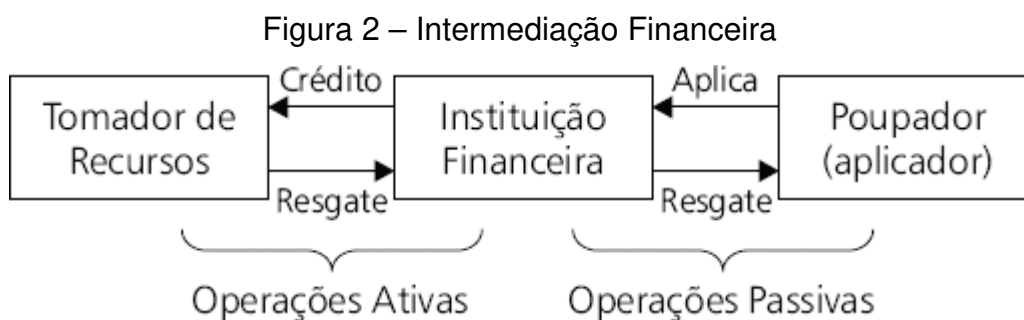 Figura 2 – Intermediação Financeira
Crédito
Aplica
Tomador de
Recursos
Instituição
Financeira
Poupador
(aplicador)
Resgate
Resgate
Operações Ativas
Operações Passivas